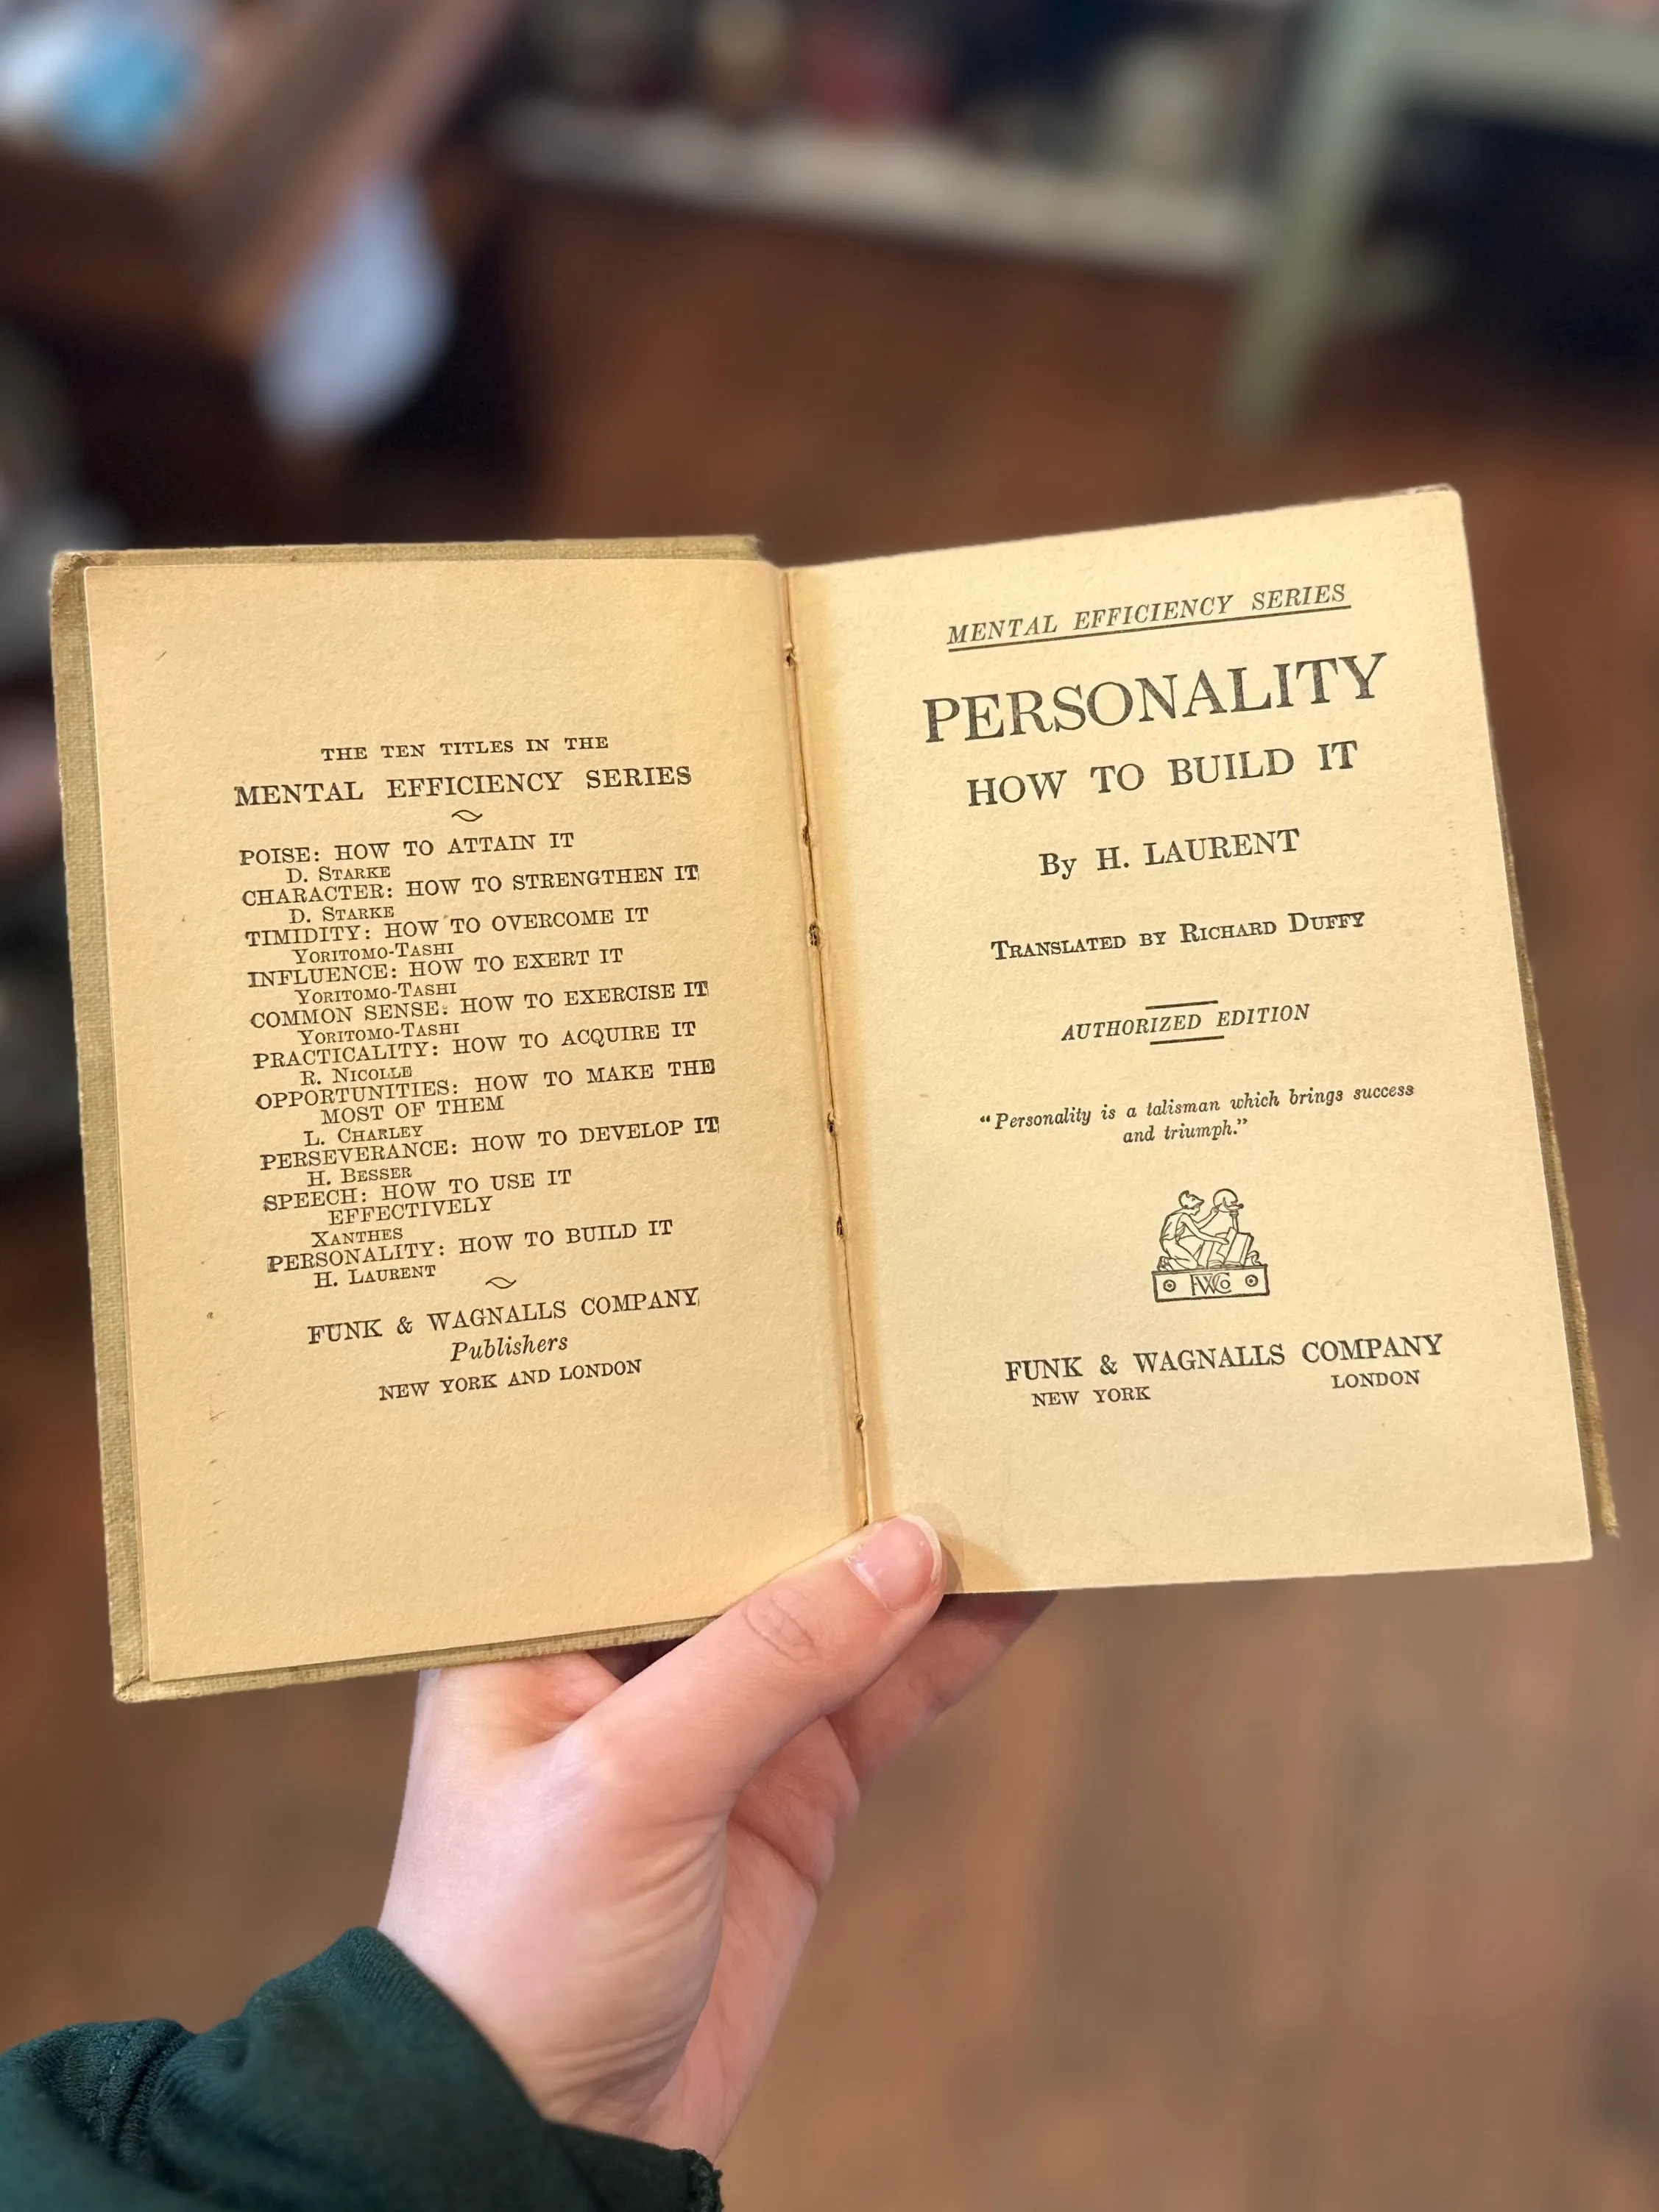 THE TEN TITLES IN THE
MENTAL EFFICIENCY SERIES
POISE: HOW TO ATTAIN IT
D. STARKE
CHARACTER: HOW TO STRENGTHEN IT
D. STARKE
TIMIDITY: HOW TO OVERCOME IT
YORITOMO-TASHI
INFLUENCE: HOW TO EXERT IT
YORITOMO-TASHI
COMMON SENSE: HOW TO EXERCISE IT
YORITOMO-TASHI
PRACTICALITY: HOW TO ACQUIRE IT
R. NICOLLE
OPPORTUNITIES: HOW TO MAKE THE
MOST OF THEM
L. CHARLEY
PERSEVERANCE: HOW TO DEVELOP IT
H. BESSER
SPEECH: HOW TO USE IT
EFFECTIVELY
XANTHES
PERSONALITY: HOW TO BUILD IT
H. LAURENT
FUNK & WAGNALLS COMPANY
Publishers
NEW YORK AND LONDON
MENTAL EFFICIENCY SERIES
PERSONALITY
HOW TO BUILD IT
By H. LAURENT
TRANSLATED BY RICHARD DUFFY
AUTHORIZED EDITION
"Personality is a talisman which brings success
and triumph."
FWCo
FUNK & WAGNALLS COMPANY
NEW YORK LONDON